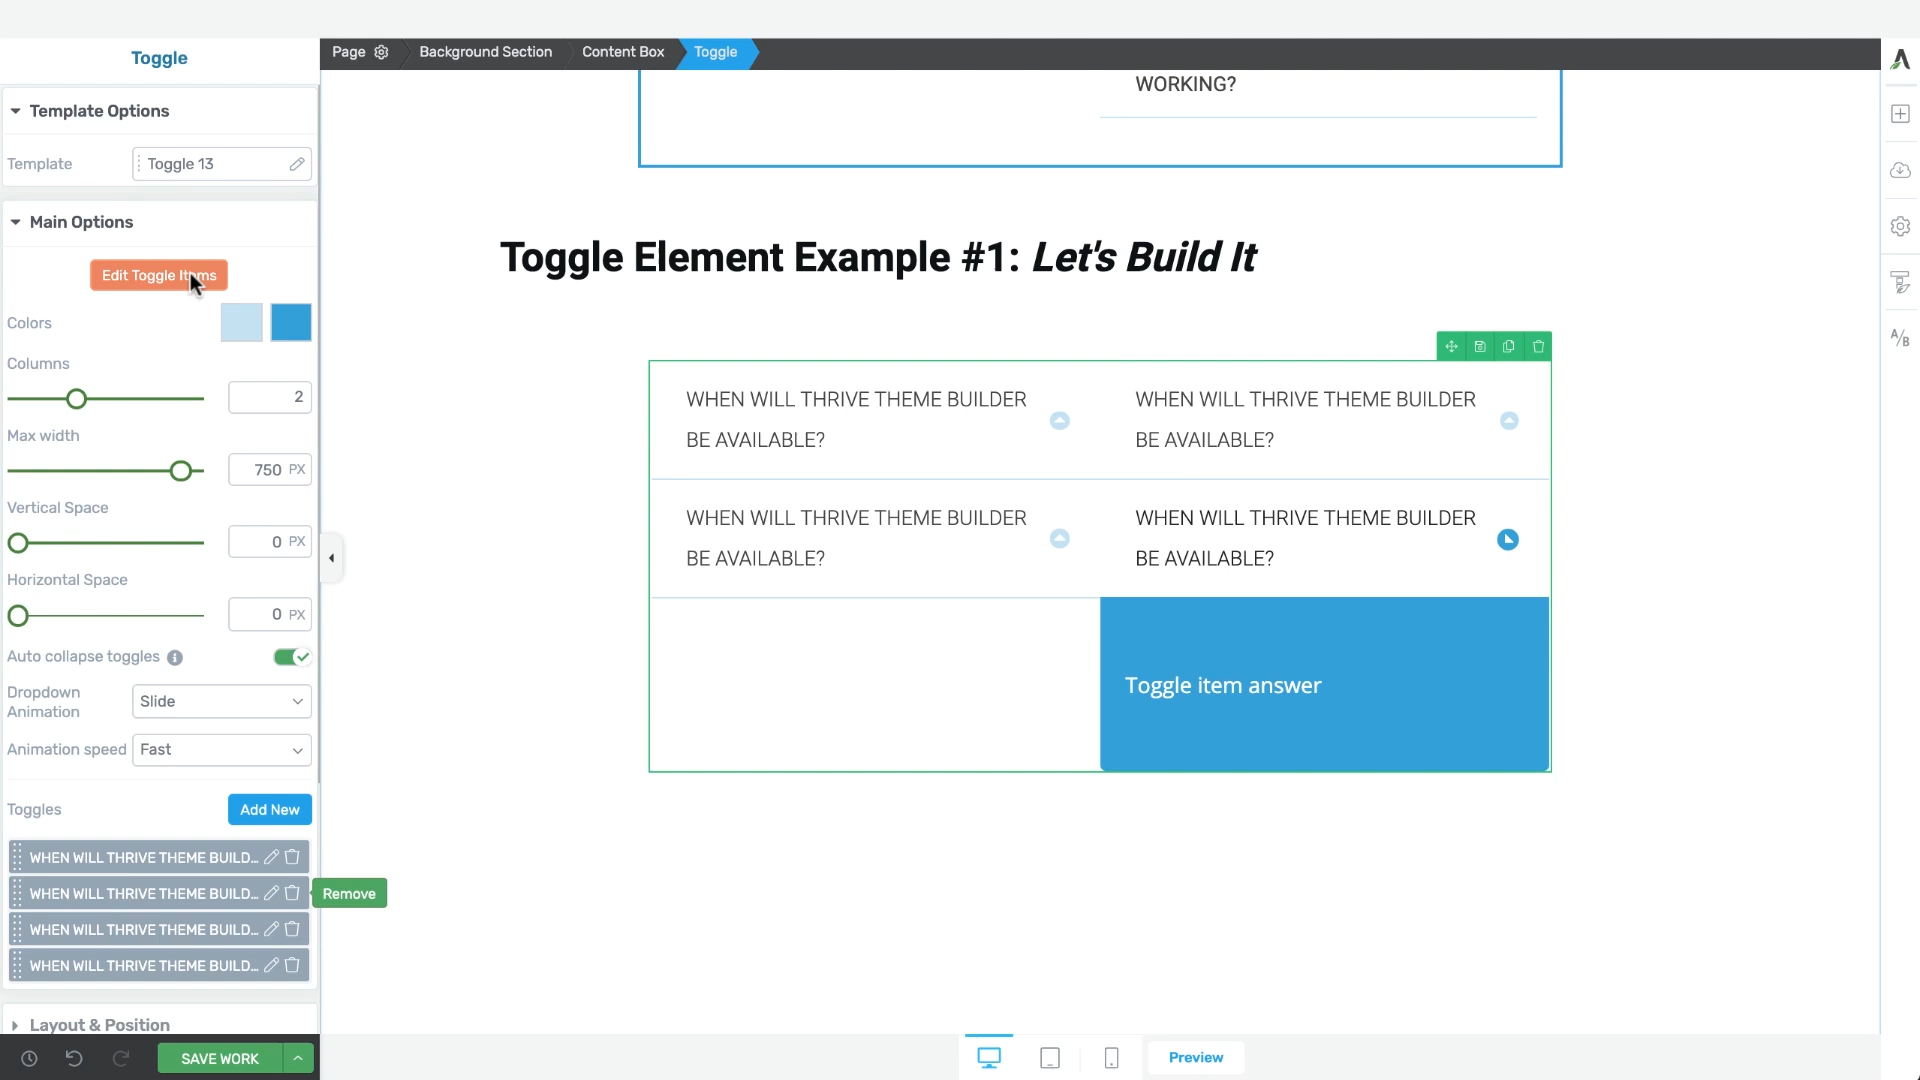 Toggle
Page
Background Section
Content Box
Toggle
Template Options
Template
Toggle 13
Main Options
Edit Toggle Items
Colors
Columns
2
Max width
750 PX
Vertical Space
0 PX
Horizontal Space
0 PX
Auto collapse toggles
Dropdown
Animation
Slide
Animation speed
Fast
Toggles
Add New
WHEN WILL THRIVE THEME BUILD...
WHEN WILL THRIVE THEME BUILD...
Remove
WHEN WILL THRIVE THEME BUILD...
WHEN WILL THRIVE THEME BUILD...
Layout & Position
SAVE WORK
WORKING?
Toggle Element Example #1: Let's Build It
WHEN WILL THRIVE THEME BUILDER
BE AVAILABLE?
WHEN WILL THRIVE THEME BUILDER
BE AVAILABLE?
WHEN WILL THRIVE THEME BUILDER
BE AVAILABLE?
WHEN WILL THRIVE THEME BUILDER
BE AVAILABLE?
Toggle item answer
Preview
A/B